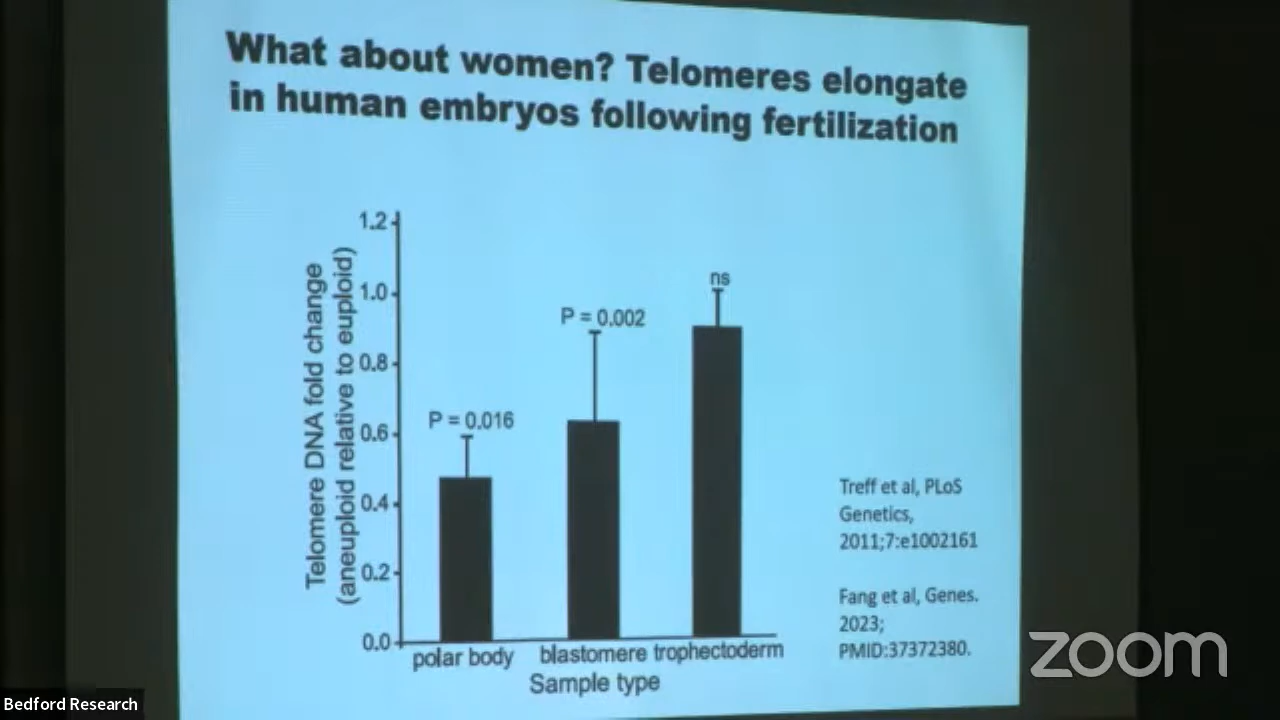 What about women? Telomeres elongate
in human embryos following fertilization
Telomere DNA fold change
(aneuploid relative to euploid)
1.2
1.0
0.8
0.6
0.4
0.2
0.0
P = 0.016
P = 0.002
ns
polar body
blastomere
trophectoderm
Sample type
Treff et al, PLoS
Genetics,
2011;7:e1002161
Fang et al, Genes.
2023;
PMID:37372380.
zoom
Bedford Research